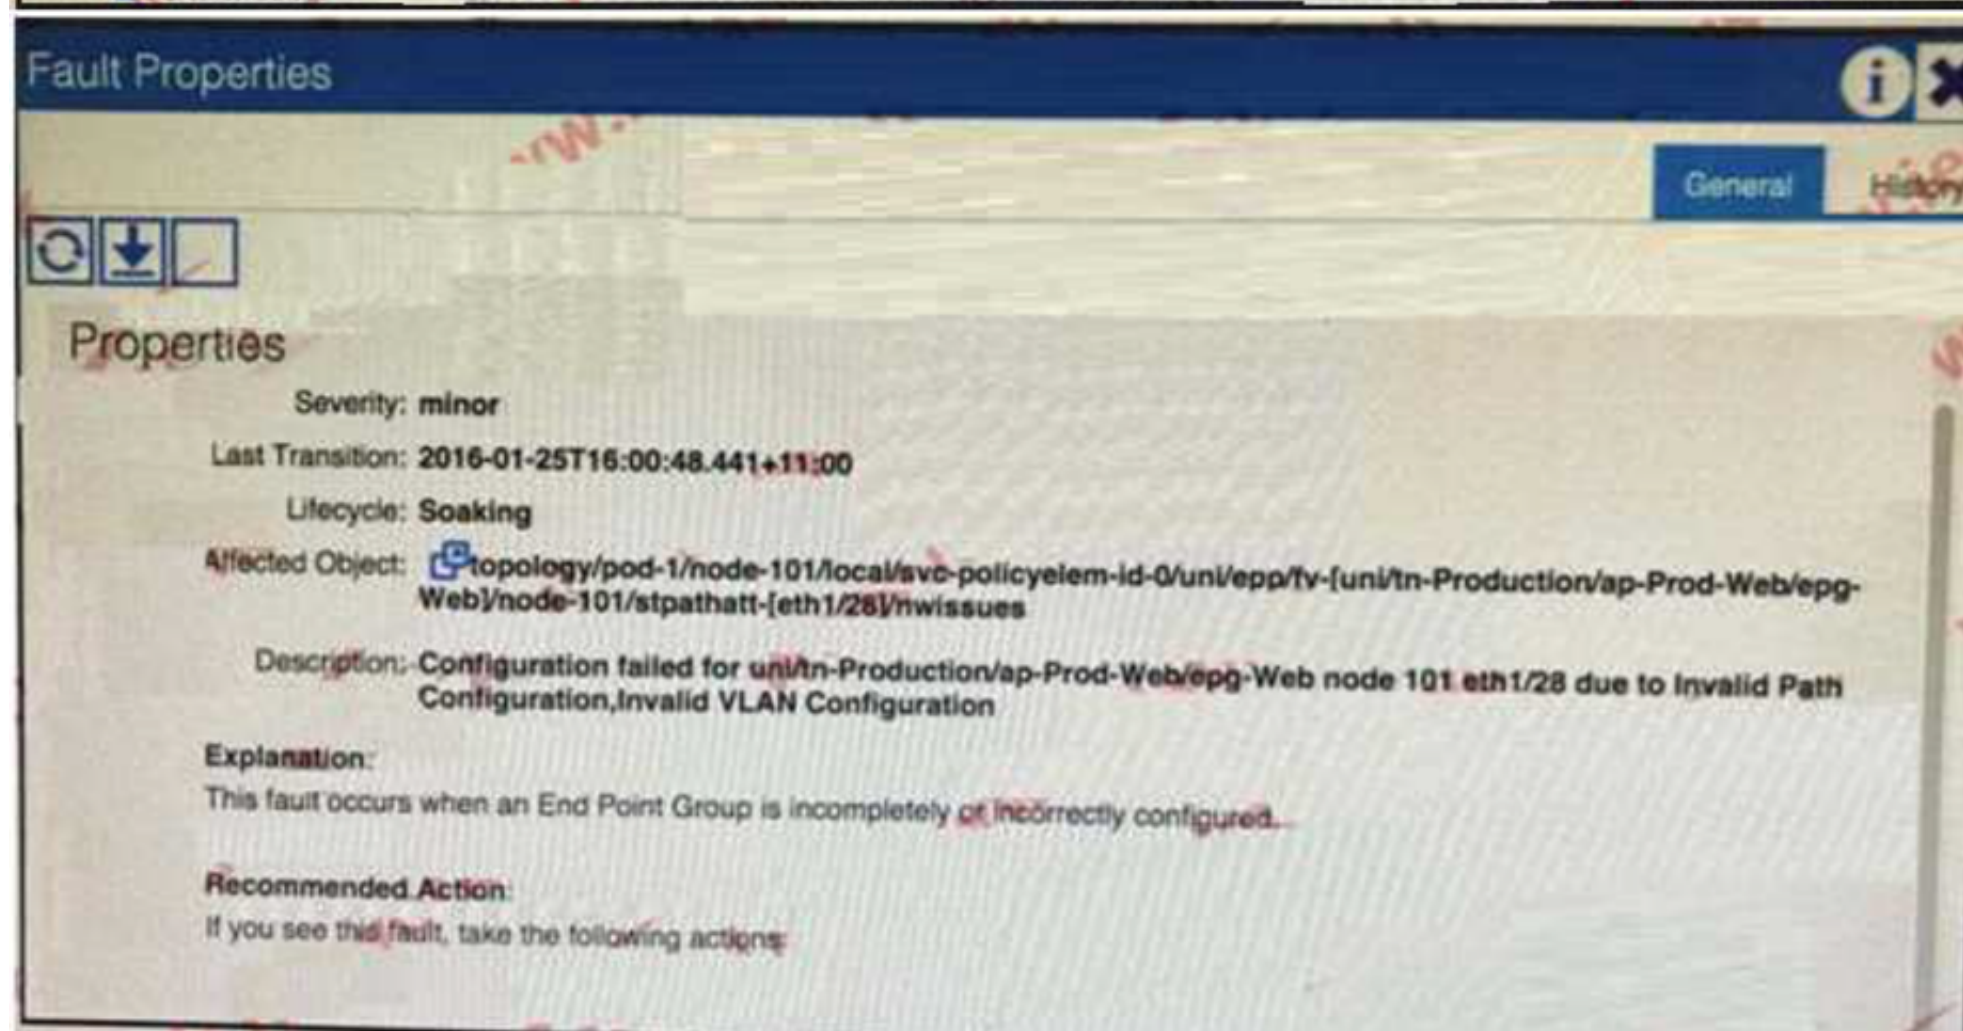 Fault Properties
i
General
History
Properties
Severity: minor
Last Transition: 2016-01-25T16:00:48.441+11:00
Lifecycle: Soaking
Affected Object: topology/pod-1/node-101/local/svc-policyelem-id-0/uni/epp/fv-[uni/tn-Production/ap-Prod-Web/epg-
Web]/node-101/stpathatt-[eth1/28]/nwissues
Description: Configuration failed for uni/tn-Production/ap-Prod-Web/epg-Web node 101 eth1/28 due to Invalid Path
Configuration,Invalid VLAN Configuration
Explanation:
This fault occurs when an End Point Group is incompletely or incorrectly configured.
Recommended Action:
If you see this fault, take the following actions: